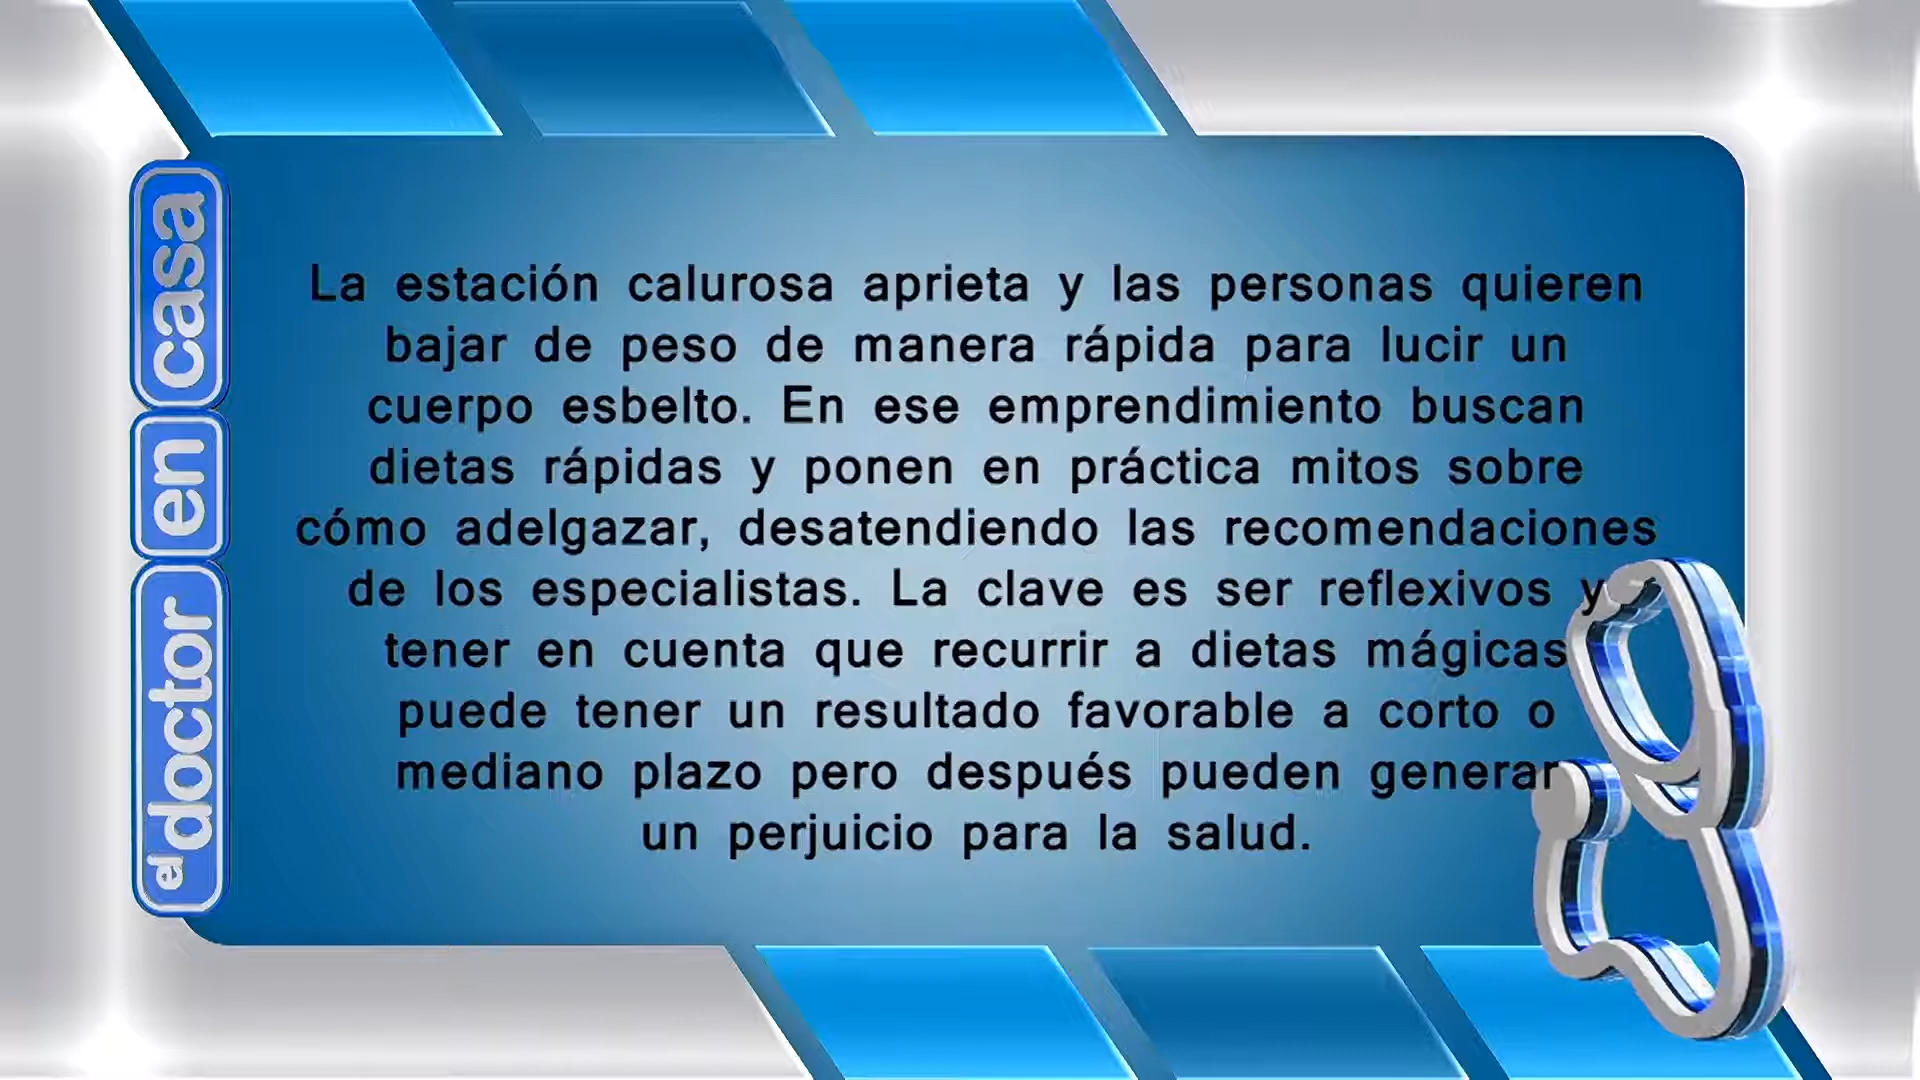 el doctor en casa
La estación calurosa aprieta y las personas quieren
bajar de peso de manera rápida para lucir un
cuerpo esbelto. En ese emprendimiento buscan
dietas rápidas y ponen en práctica mitos sobre
cómo adelgazar, desatendiendo las recomendaciones
de los especialistas. La clave es ser reflexivos y
tener en cuenta que recurrir a dietas mágicas
puede tener un resultado favorable a corto o
mediano plazo pero después pueden generar
un perjuicio para la salud.